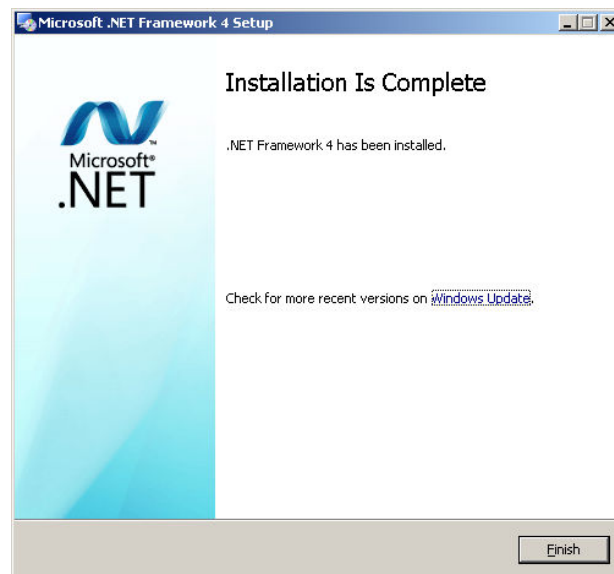 Microsoft .NET Framework 4 Setup
Installation Is Complete
.NET Framework 4 has been installed.
Microsoft®
.NET™
Check for more recent versions on Windows Update.
Finish